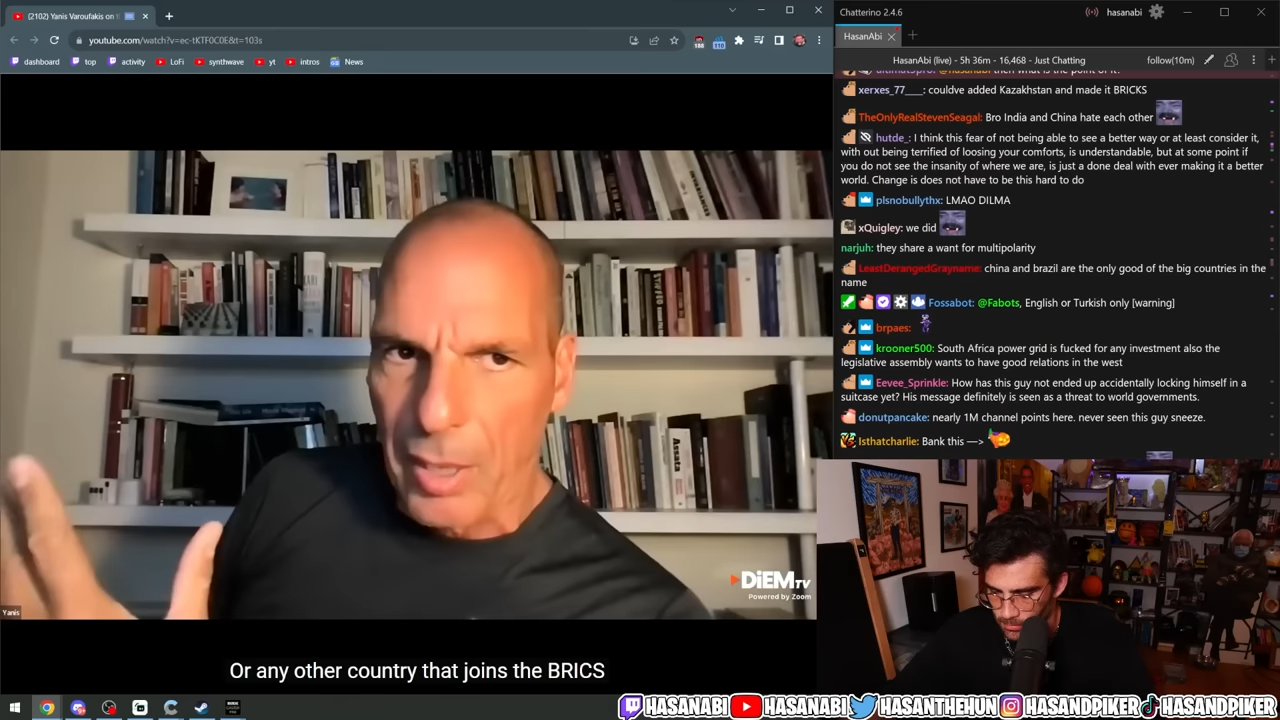 (2102) Yanis Varoufakis on t
Chatterino 2.4.6
hasanabi
youtube.com/watch?v=ec-tKTF0C0E&t=103s
188
110
HasanAbi
dashboard
top
activity
LoFi
synthwave
yt
intros
News
HasanAbi (live) - 5h 36m - 16,468 - Just Chatting
follow(10m)
xerxes_77____: couldve added Kazakhstan and made it BRICKS
TheOnlyRealStevenSeagal: Bro India and China hate each other
hutde_: I think this fear of not being able to see a better way or at least consider it,
with out being terrified of loosing your comforts, is understandable, but at some point if
you do not see the insanity of where we are, is just a done deal with ever making it a better
world. Change is does not have to be this hard to do
plsnobullythx: LMAO DILMA
xQuigley: we did
narjuh: they share a want for multipolarity
LeastDerangedGrayname: china and brazil are the only good of the big countries in the
name
Fossabot: @Fabots, English or Turkish only [warning]
brpaes:
krooner500: South Africa power grid is fucked for any investment also the
legislative assembly wants to have good relations in the west
Eevee_Sprinkle: How has this guy not ended up accidentally locking himself in a
suitcase yet? His message definitely is seen as a threat to world governments.
donutpancake: nearly 1M channel points here. never seen this guy sneeze.
Isthatcharlie: Bank this —>
Assata
DiEM TV
Powered by Zoom
Yanis
Or any other country that joins the BRICS
HASANABI
HASANABI
HASANTHEHUN
HASANDPIKER
HASANDPIKER